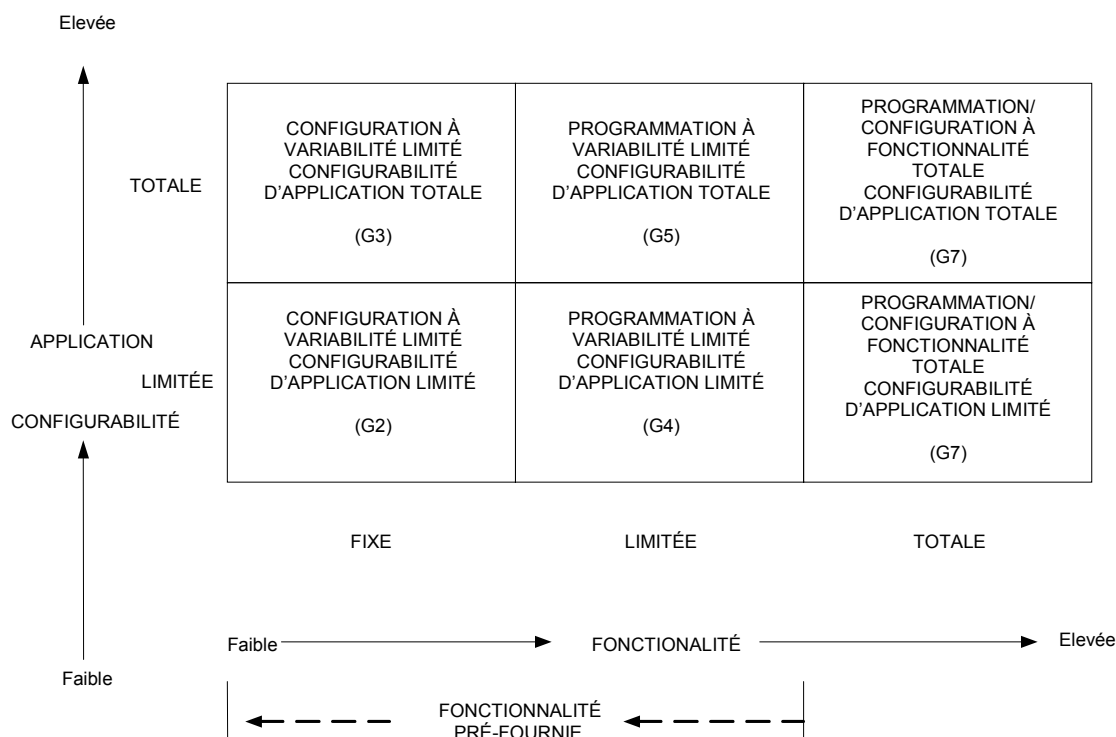 Elevée
TOTALE
CONFIGURATION À
VARIABILITÉ LIMITÉ
CONFIGURABILITÉ
D'APPLICATION TOTALE
(G3)
PROGRAMMATION À
VARIABILITÉ LIMITÉ
CONFIGURABILITÉ
D'APPLICATION TOTALE
(G5)
PROGRAMMATION/
CONFIGURATION À
FONCTIONNALITÉ
TOTALE
CONFIGURABILITÉ
D'APPLICATION TOTALE
(G7)
APPLICATION
LIMITÉE
CONFIGURABILITÉ
CONFIGURATION À
VARIABILITÉ LIMITÉ
CONFIGURABILITÉ
D'APPLICATION LIMITÉ
(G2)
PROGRAMMATION À
VARIABILITÉ LIMITÉ
CONFIGURABILITÉ
D'APPLICATION LIMITÉ
(G4)
PROGRAMMATION/
CONFIGURATION À
FONCTIONNALITÉ
TOTALE
CONFIGURABILITÉ
D'APPLICATION LIMITÉ
(G7)
FIXE
LIMITÉE
TOTALE
Faible
Faible
FONCTIONALITÉ
Elevée
FONCTIONNALITÉ
PRÉ-FOURNIE